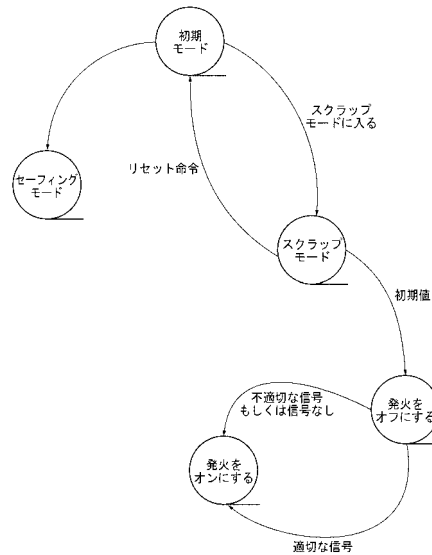 初期
モード
スクラップ
モードに入る
リセット命令
セーフィング
モード
スクラップ
モード
初期値
不適切な信号
もしくは信号なし
発火を
オフにする
発火を
オンにする
適切な信号